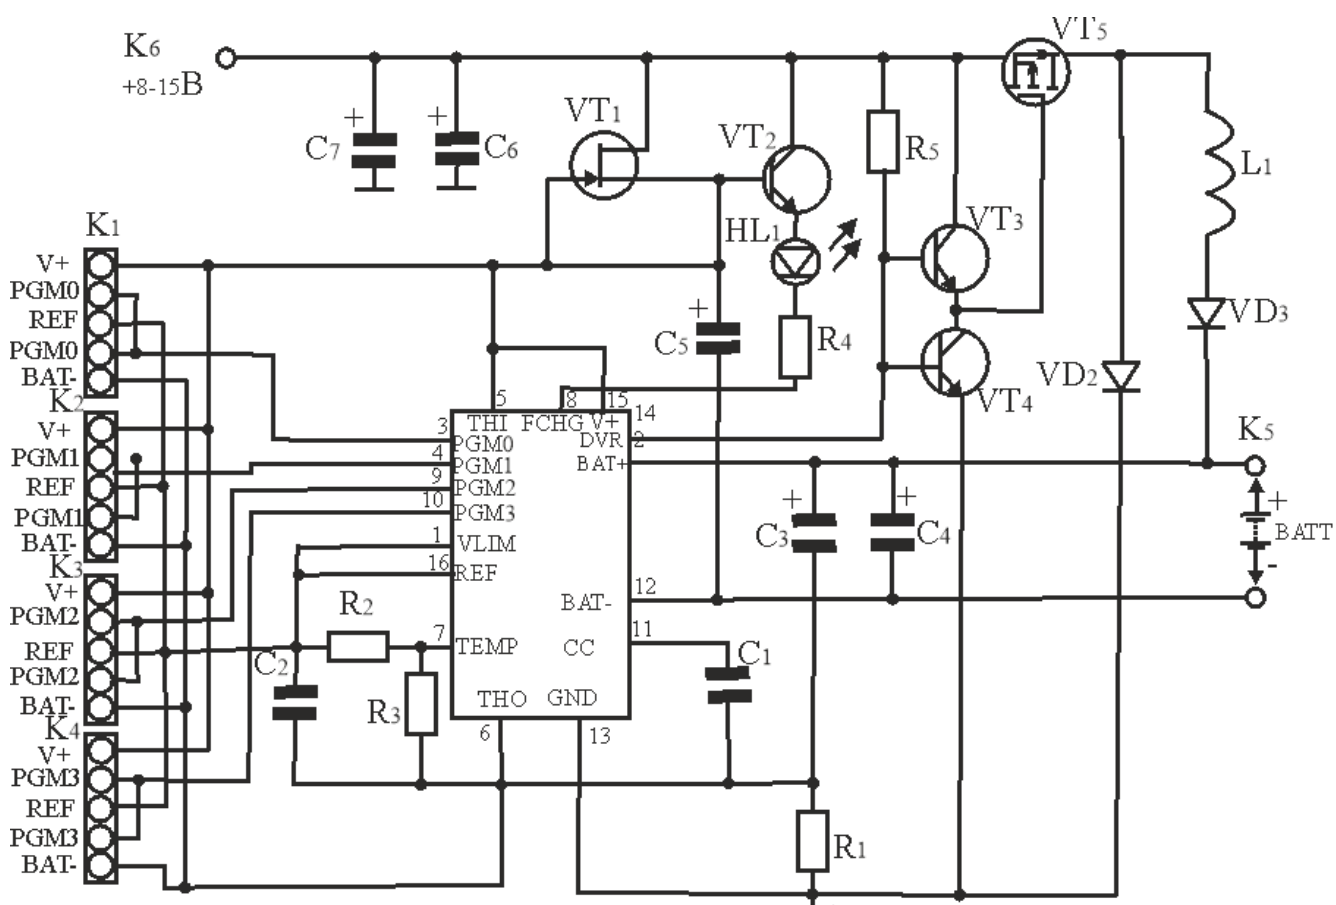 K6
+8-15В
VT5
C7
+
C6
+
VT1
VT2
R5
L1
K1
V+
PGM0
REF
PGM0
BAT-
HL1
VT3
+
C5
R4
VD3
VD2
VT4
K2
V+
PGM1
REF
PGM1
BAT-
5
8
15
14
3
THI
FCHG
V+
PGM0
DVR
2
4
PGM1
BAT+
9
PGM2
10
PGM3
1
VLIM
16
REF
K5
+
C3
+
C4
+
BATT
-
K3
V+
PGM2
REF
PGM2
BAT-
R2
BAT-
12
7
TEMP
CC
11
C1
C2
R3
THO
GND
6
13
K4
V+
PGM3
REF
PGM3
BAT-
R1